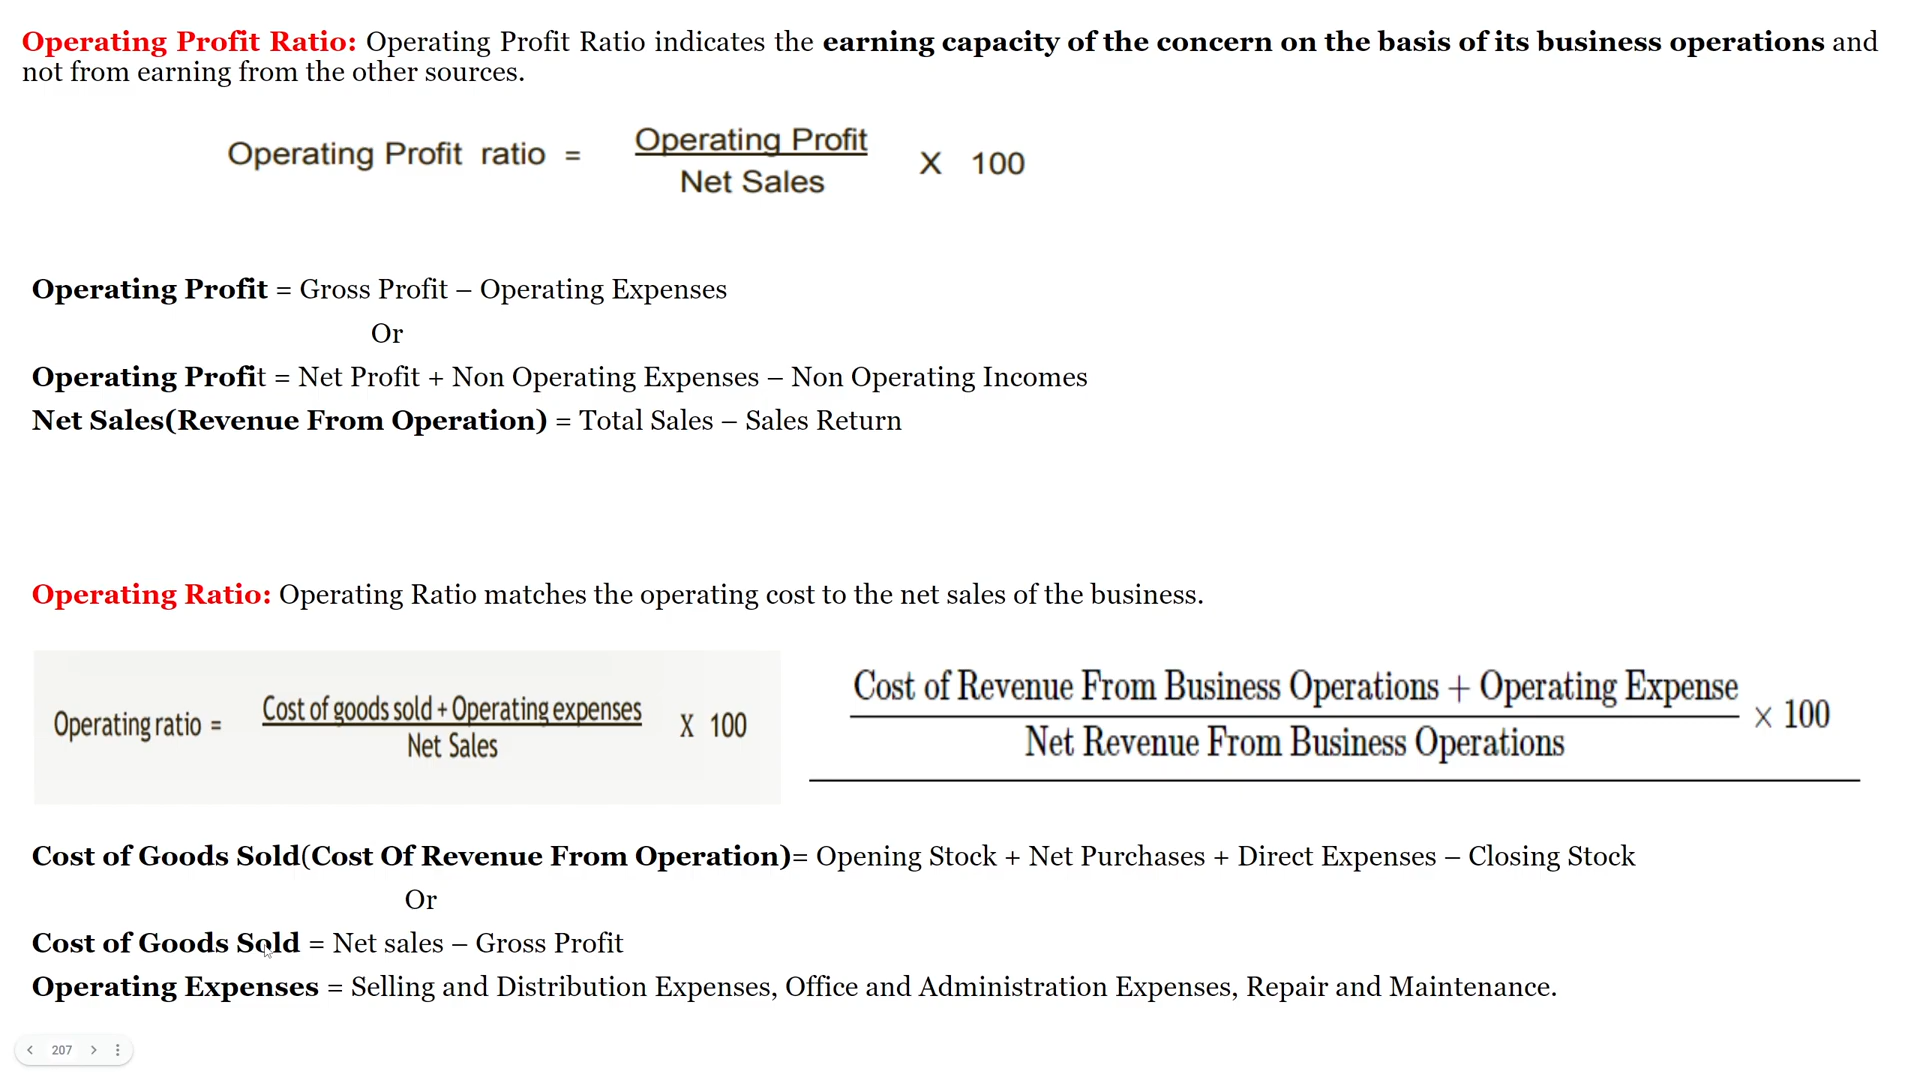 Operating Profit Ratio: Operating Profit Ratio indicates the earning capacity of the concern on the basis of its business operations and
not from earning from the other sources.
Operating Profit ratio = Operating Profit X 100
Net Sales
Operating Profit = Gross Profit – Operating Expenses
Or
Operating Profit = Net Profit + Non Operating Expenses – Non Operating Incomes
Net Sales(Revenue From Operation) = Total Sales – Sales Return
Operating Ratio: Operating Ratio matches the operating cost to the net sales of the business.
Operating ratio = Cost of goods sold + Operating expenses X 100
Net Sales
Cost of Revenue From Business Operations + Operating Expense × 100
Net Revenue From Business Operations
Cost of Goods Sold(Cost Of Revenue From Operation)= Opening Stock + Net Purchases + Direct Expenses – Closing Stock
Or
Cost of Goods Sold = Net sales – Gross Profit
Operating Expenses = Selling and Distribution Expenses, Office and Administration Expenses, Repair and Maintenance.
207